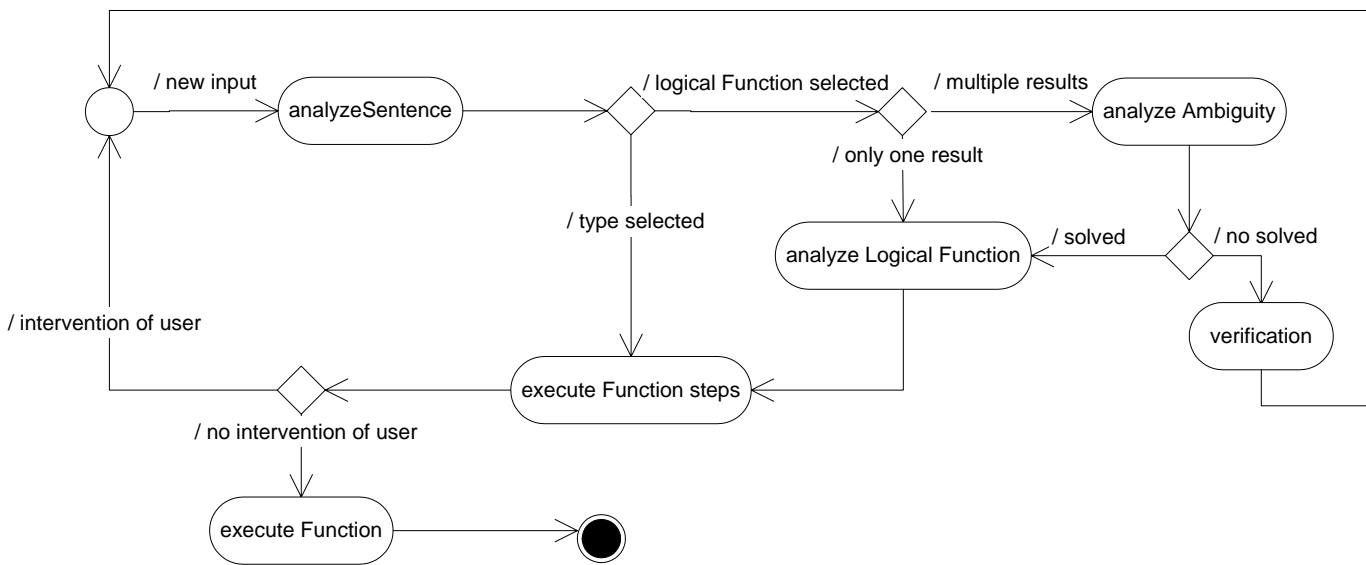 / new input
analyzeSentence
/ logical Function selected
/ multiple results
analyze Ambiguity
/ only one result
/ type selected
analyze Logical Function
/ solved
/ no solved
/ intervention of user
verification
execute Function steps
/ no intervention of user
execute Function